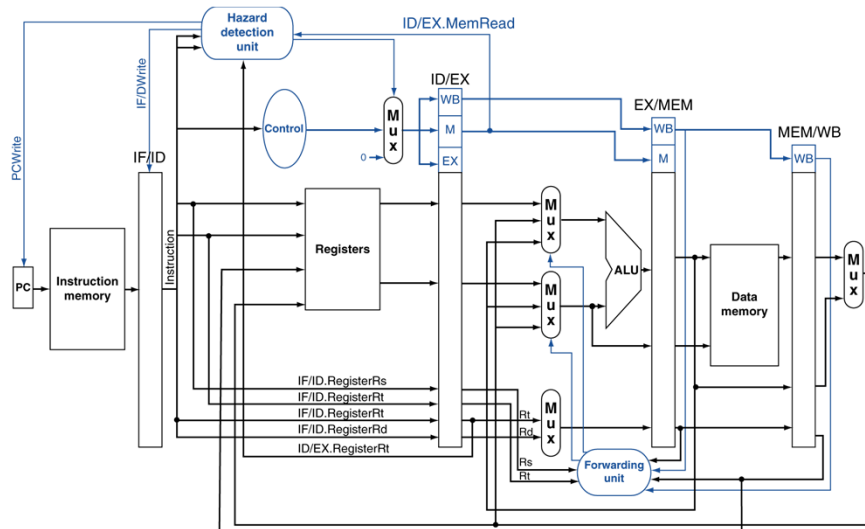 Hazard
detection
unit
ID/EX.MemRead
PCWrite
IF/DWrite
IF/ID
Control
0
Mux
ID/EX
WB
M
EX
EX/MEM
WB
M
MEM/WB
WB
PC
Instruction
memory
Instruction
Registers
Mux
Mux
ALU
Data
memory
Mux
IF/ID.RegisterRs
IF/ID.RegisterRt
IF/ID.RegisterRt
IF/ID.RegisterRd
ID/EX.RegisterRt
Rt
Rd
Mux
Rs
Rt
Forwarding
unit